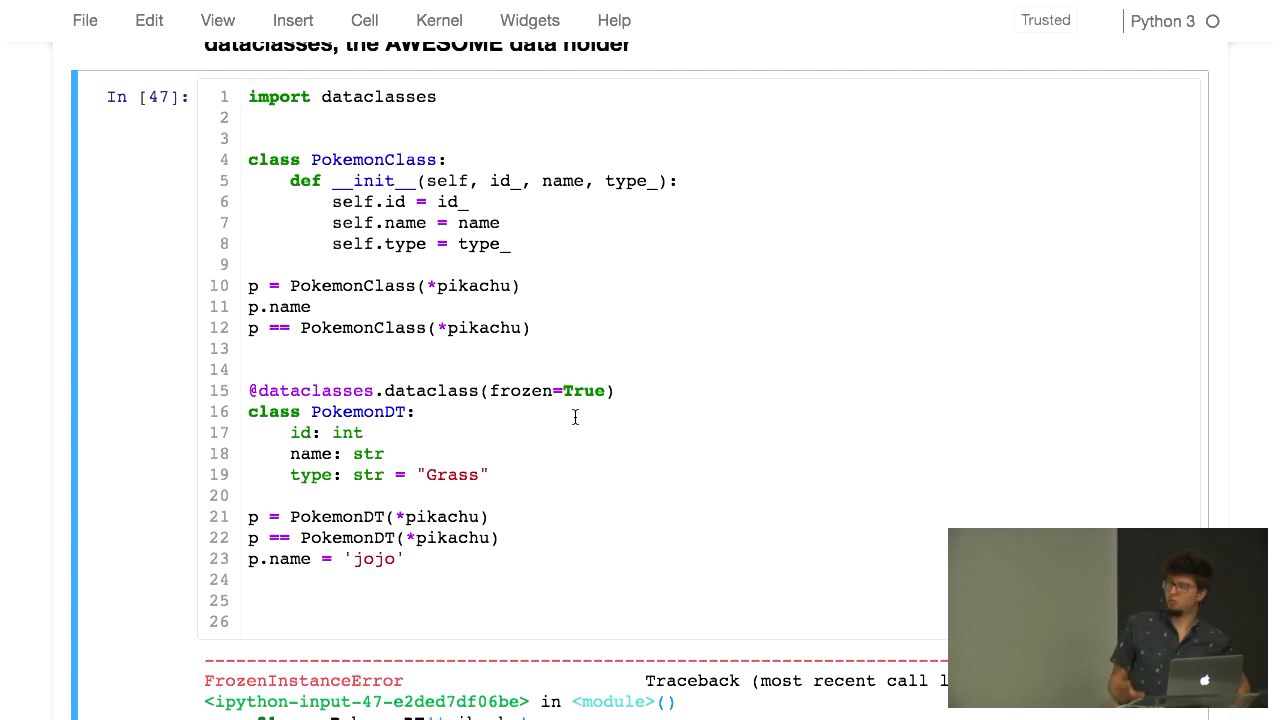 File Edit View Insert Cell Kernel Widgets Help Trusted Python 3
dataclasses, the AWESOME data holder
In [47]:
1 import dataclasses
2
3
4 class PokemonClass:
5 def __init__(self, id_, name, type_):
6 self.id = id_
7 self.name = name
8 self.type = type_
9
10 p = PokemonClass(*pikachu)
11 p.name
12 p == PokemonClass(*pikachu)
13
14
15 @dataclasses.dataclass(frozen=True)
16 class PokemonDT:
17 id: int
18 name: str
19 type: str = "Grass"
20
21 p = PokemonDT(*pikachu)
22 p == PokemonDT(*pikachu)
23 p.name = 'jojo'
24
25
26
FrozenInstanceError Traceback (most recent call l
<ipython-input-47-e2ded7df06be> in <module>()